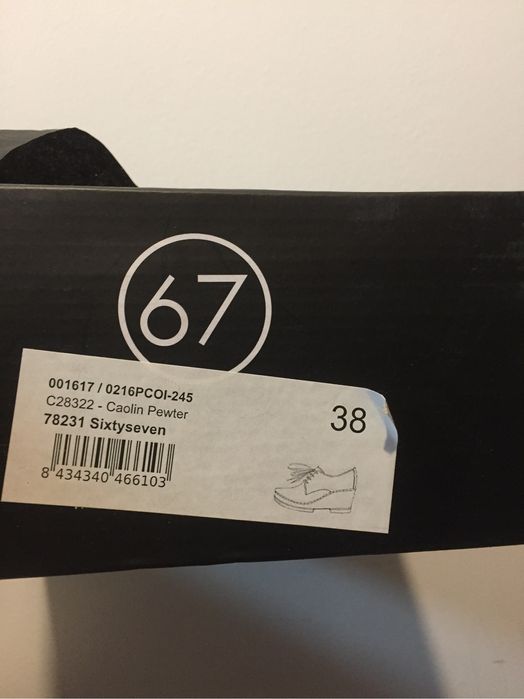 67
001617 / 0216PCOI-245
C28322 - Caolin Pewter
78231 Sixtyseven
38
8 434340 466103